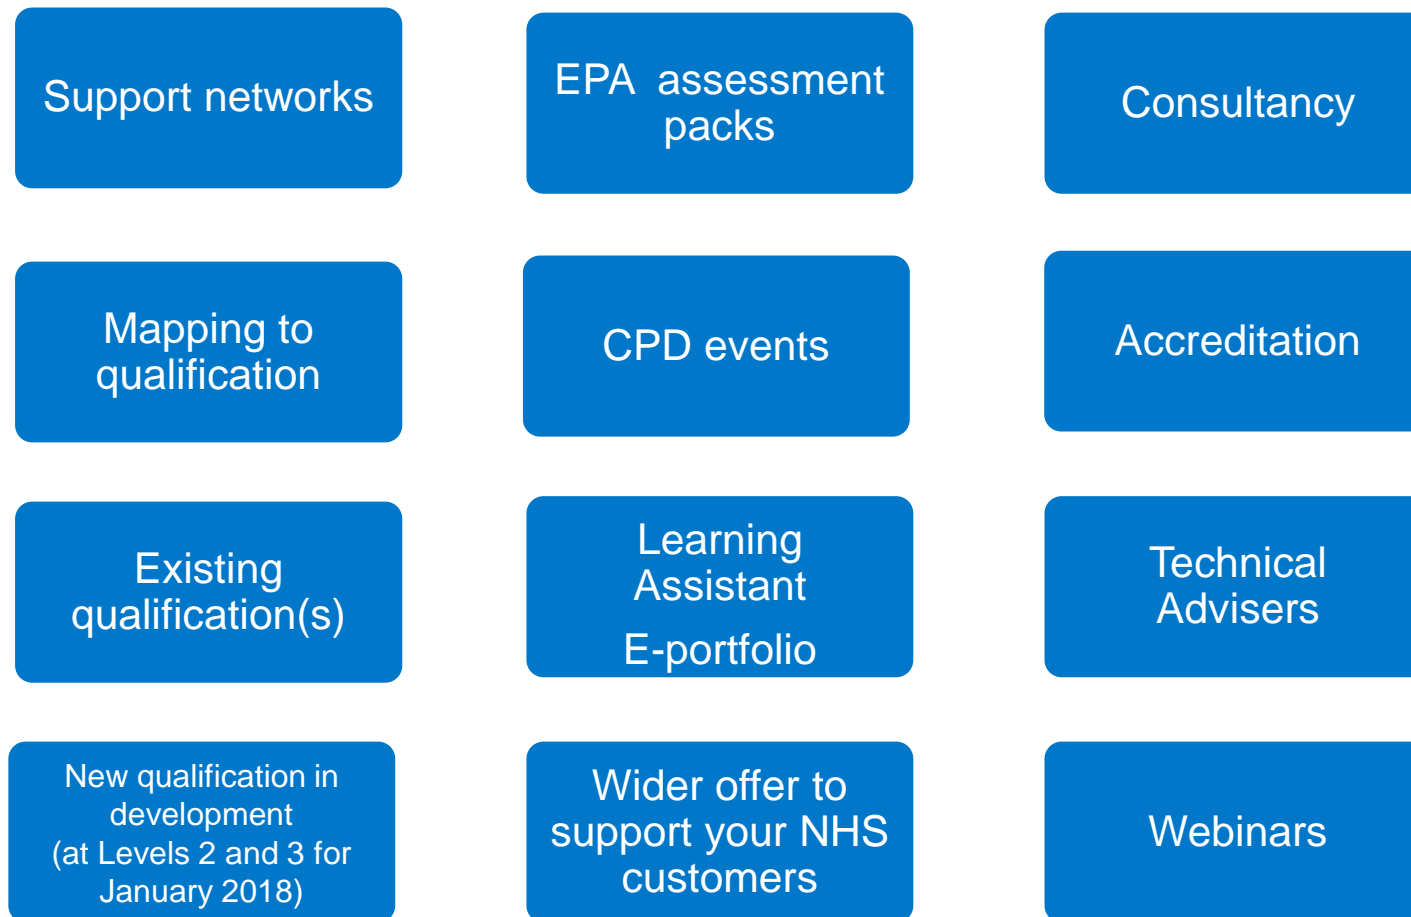 Support networks
EPA  assessment
packs
Consultancy
Mapping to
qualification
CPD events
Accreditation
Existing
qualification(s)
Learning
Assistant
E-portfolio
Technical
Advisers
New qualification in
development
(at Levels 2 and 3 for
January 2018)
Wider offer to
support your NHS
customers
Webinars